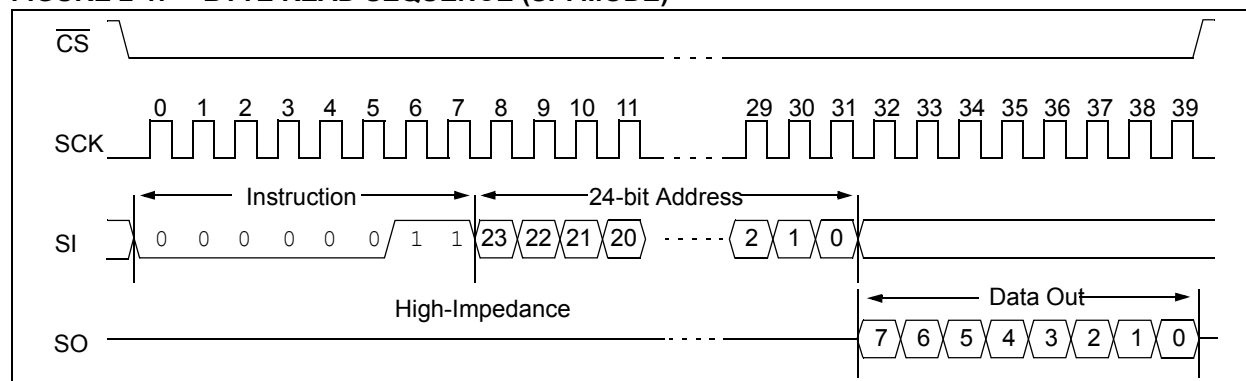 CS
0 1 2 3 4 5 6 7 8 9 10 11 29 30 31 32 33 34 35 36 37 38 39
SCK
Instruction 24-bit Address
SI 0 0 0 0 0 0 1 1 23 22 21 20 2 1 0
High-Impedance Data Out
SO 7 6 5 4 3 2 1 0